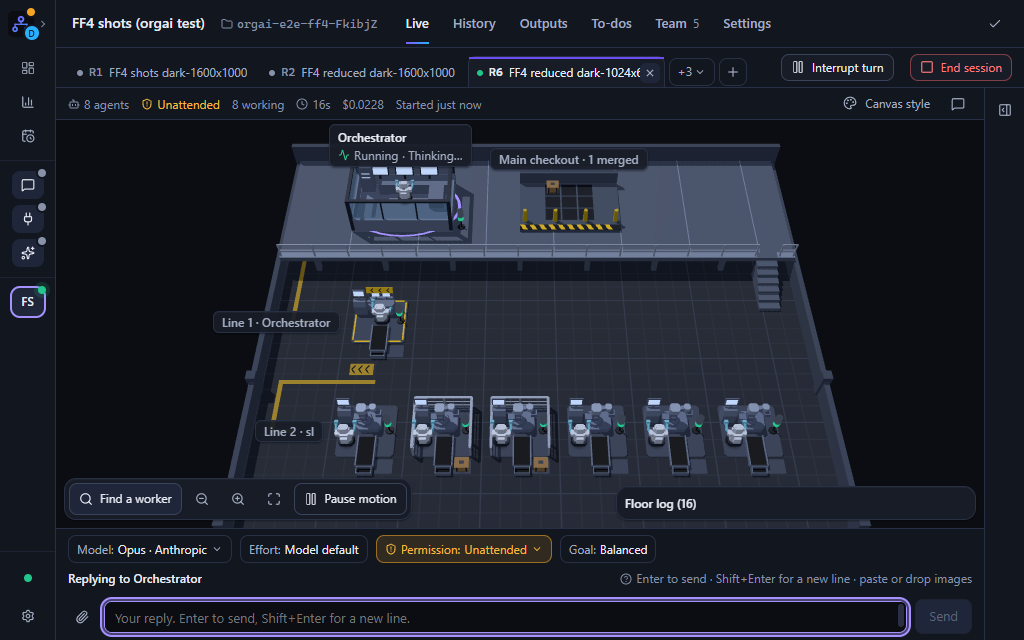 FF4 shots (orgai test)
orgai-e2e-ff4-FkibjZ
Live
History
Outputs
To-dos
Team 5
Settings
D
FS
R1 FF4 shots dark-1600x1000
R2 FF4 reduced dark-1600x1000
R6 FF4 reduced dark-1024x6
+3
Interrupt turn
End session
8 agents
Unattended
8 working
16s
$0.0228
Started just now
Canvas style
Orchestrator
Running · Thinking...
Main checkout · 1 merged
Line 1 · Orchestrator
Line 2 · sl
Find a worker
Pause motion
Floor log (16)
Model: Opus · Anthropic
Effort: Model default
Permission: Unattended
Goal: Balanced
Replying to Orchestrator
Enter to send · Shift+Enter for a new line · paste or drop images
Your reply. Enter to send, Shift+Enter for a new line.
Send